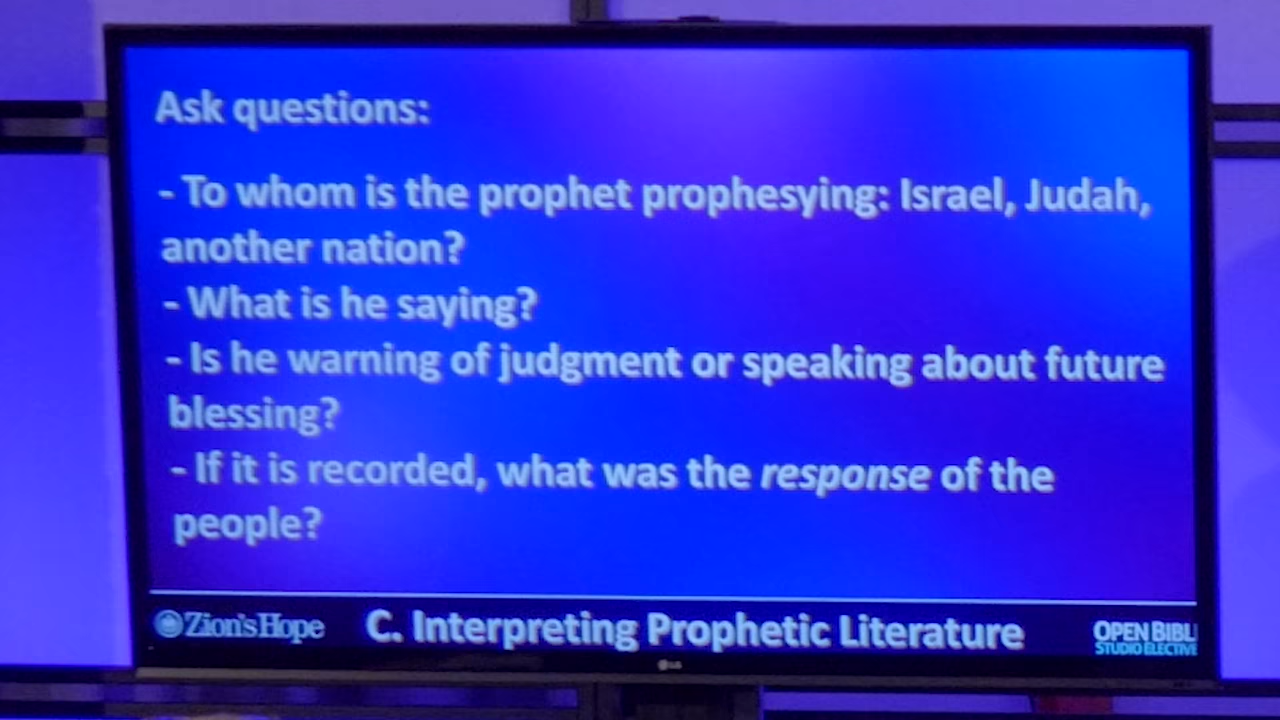 Ask questions:
- To whom is the prophet prophesying: Israel, Judah,
another nation?
- What is he saying?
- Is he warning of judgment or speaking about future
blessing?
- If it is recorded, what was the response of the
people?
Zion's Hope
C. Interpreting Prophetic Literature
OPEN BIBL
STUDIO ELECTIVE
LG